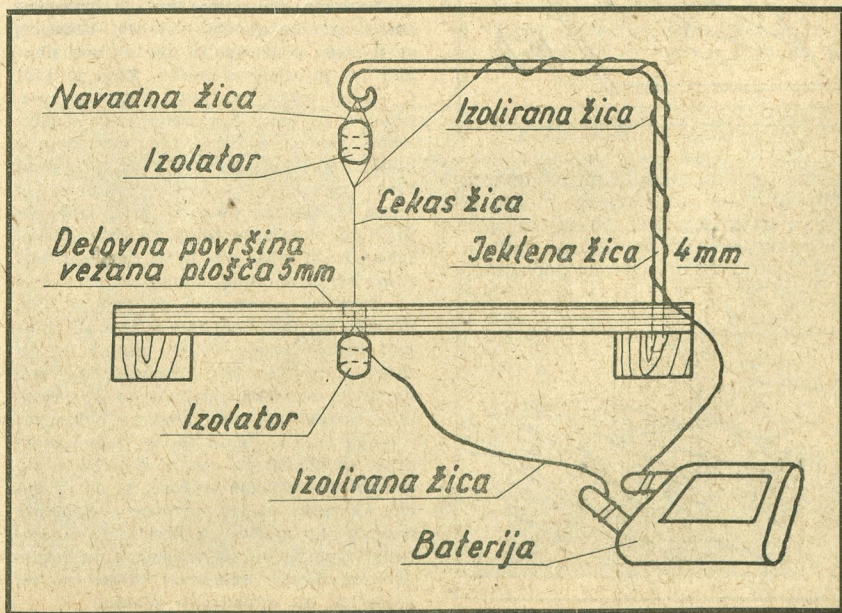 Navadna žica
Izolirana žica
Izolator
Cekas žica
Delovna površina
vezana plošča 5mm
Jeklena žica 4mm
Izolator
Izolirana žica
Baterija